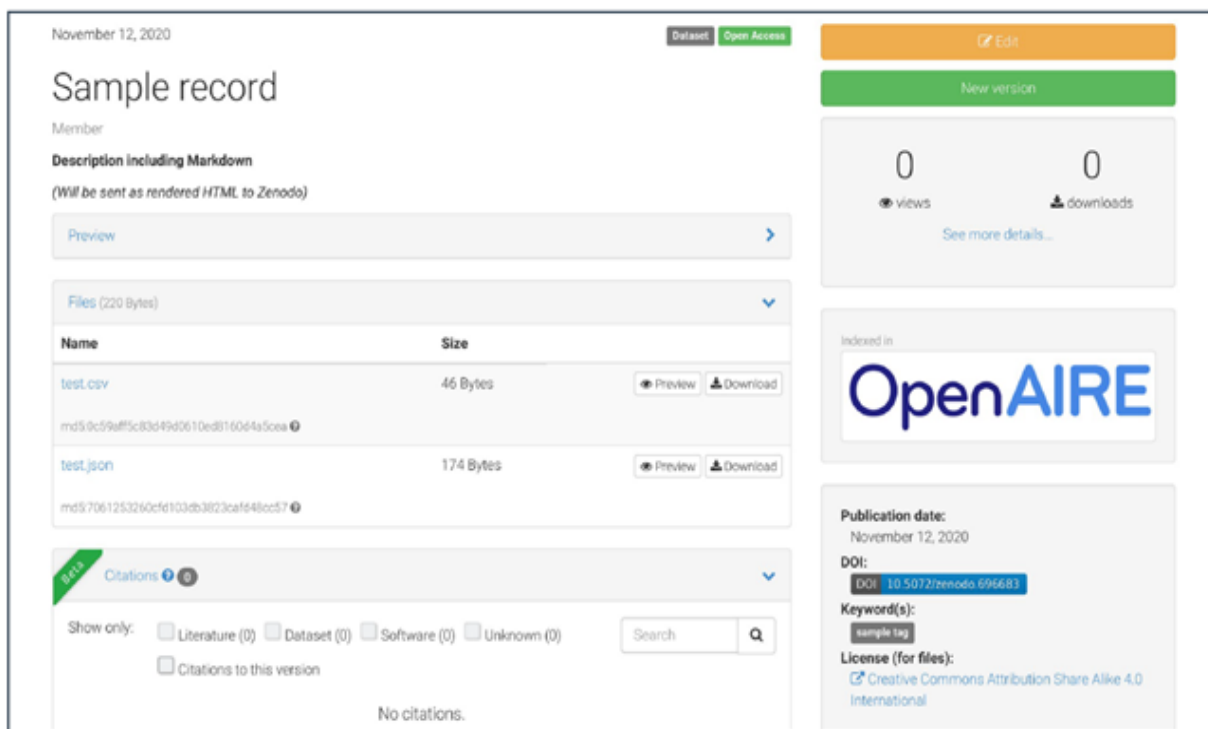 November 12, 2020
Dataset Open Access
Sample record
Member
Description including Markdown
(Will be sent as rendered HTML to Zenodo)
Preview
Files (220 Bytes)
Name Size
test.csv 46 Bytes Preview Download
md5:0c59aff5c83d49d0610ed8160d4a5cea
test.json 174 Bytes Preview Download
md5:7061253260cfd103db3823cafd48cc57
Beta
Citations 0
Show only: Literature (0) Dataset (0) Software (0) Unknown (0) Search
Citations to this version
No citations.
Edit
New version
0 0
views downloads
See more details...
Indexed in
OpenAIRE
Publication date:
November 12, 2020
DOI:
DOI 10.5072/zenodo.696683
Keyword(s):
sample tag
License (for files):
Creative Commons Attribution Share Alike 4.0
International